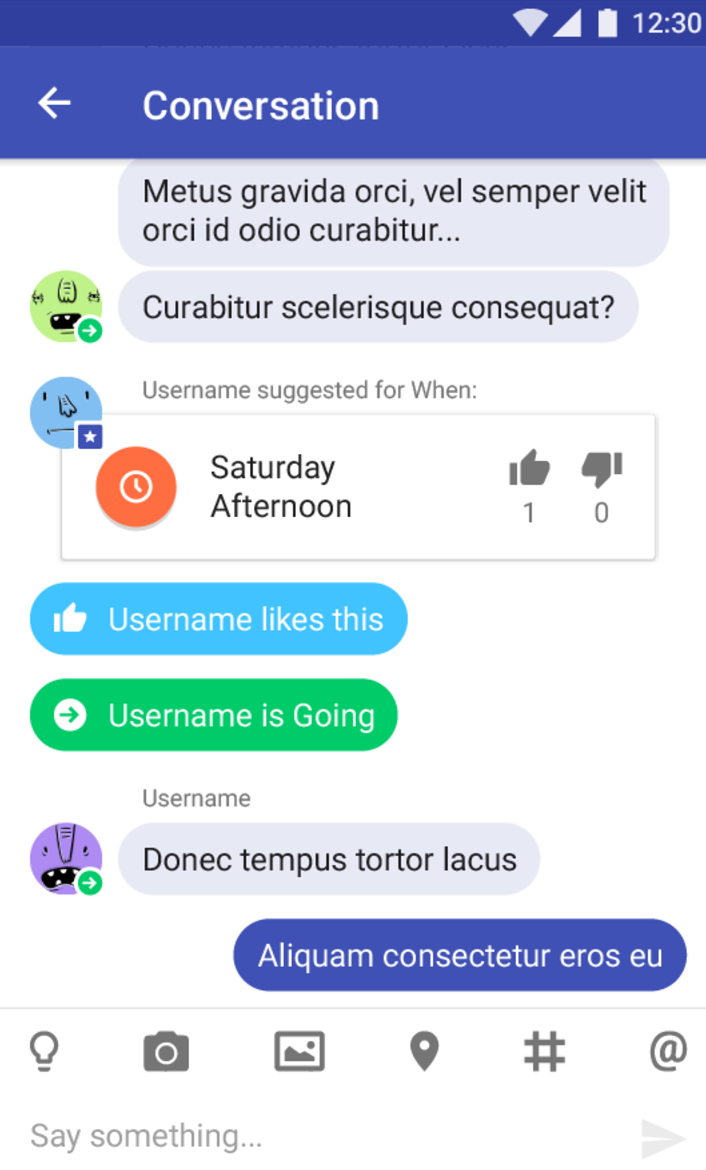 12:30
Conversation
Metus gravida orci, vel semper velit
orci id odio curabitur...
Curabitur scelerisque consequat?
Username suggested for When:
Saturday
Afternoon
1
0
Username likes this
Username is Going
Username
Donec tempus tortor lacus
Aliquam consectetur eros eu
# @
Say something...